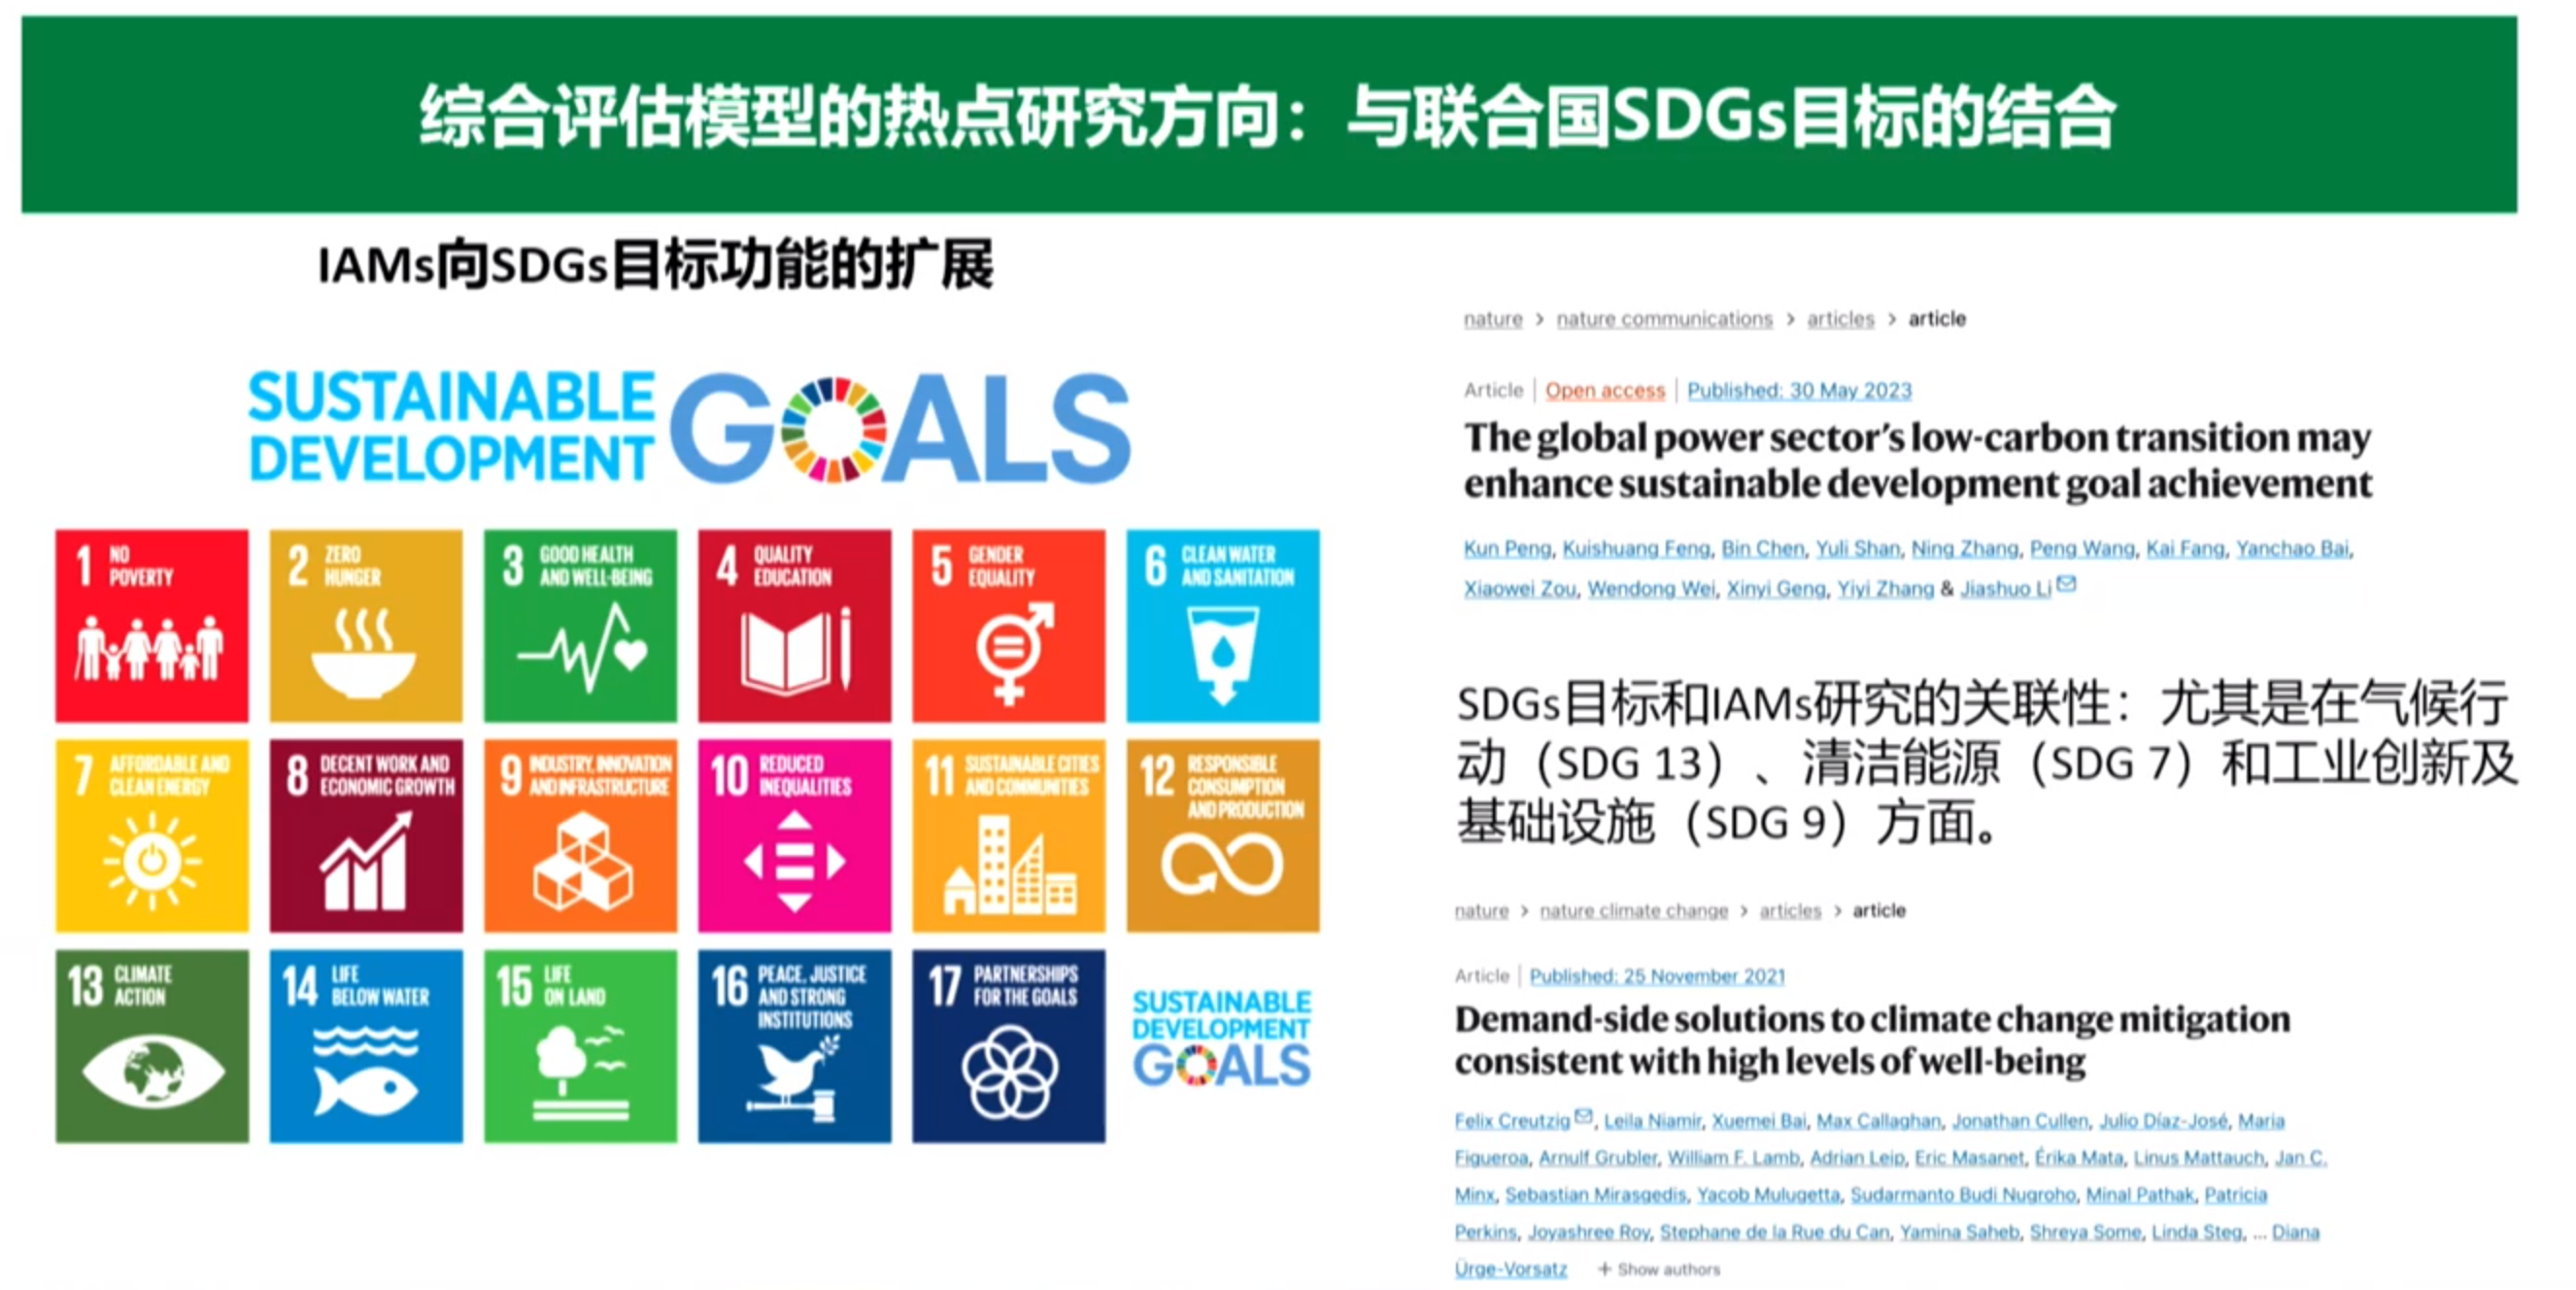 综合评估模型的热点研究方向：与联合国SDGs目标的结合
IAMs向SDGs目标功能的扩展
SUSTAINABLE
DEVELOPMENT
GOALS
1 NO
POVERTY
2 ZERO
HUNGER
3 GOOD HEALTH
AND WELL-BEING
4 QUALITY
EDUCATION
5 GENDER
EQUALITY
6 CLEAN WATER
AND SANITATION
7 AFFORDABLE AND
CLEAN ENERGY
8 DECENT WORK AND
ECONOMIC GROWTH
9 INDUSTRY, INNOVATION
AND INFRASTRUCTURE
10 REDUCED
INEQUALITIES
11 SUSTAINABLE CITIES
AND COMMUNITIES
12 RESPONSIBLE
CONSUMPTION
AND PRODUCTION
13 CLIMATE
ACTION
14 LIFE
BELOW WATER
15 LIFE
ON LAND
16 PEACE, JUSTICE
AND STRONG
INSTITUTIONS
17 PARTNERSHIPS
FOR THE GOALS
SUSTAINABLE
DEVELOPMENT
GOALS
nature > nature communications > articles > article
Article | Open access | Published: 30 May 2023
The global power sector's low-carbon transition may
enhance sustainable development goal achievement
Kun Peng, Kuishuang Feng, Bin Chen, Yuli Shan, Ning Zhang, Peng Wang, Kai Fang, Yanchao Bai,
Xiaowei Zou, Wendong Wei, Xinyi Geng, Yiyi Zhang & Jiashuo Li
SDGs目标和IAMs研究的关联性：尤其是在气候行
动（SDG 13）、清洁能源（SDG 7）和工业创新及
基础设施（SDG 9）方面。
nature > nature climate change > articles > article
Article | Published: 25 November 2021
Demand-side solutions to climate change mitigation
consistent with high levels of well-being
Felix Creutzig, Leila Niamir, Xuemei Bai, Max Callaghan, Jonathan Cullen, Julio Díaz-José, Maria
Figueroa, Arnulf Grubler, William F. Lamb, Adrian Leip, Eric Masanet, Érika Mata, Linus Mattauch, Jan C.
Minx, Sebastian Mirasgedis, Yacob Mulugetta, Sudarmanto Budi Nugroho, Minal Pathak, Patricia
Perkins, Joyashree Roy, Stephane de la Rue du Can, Yamina Saheb, Shreya Some, Linda Steg, ... Diana
Ürge-Vorsatz + Show authors